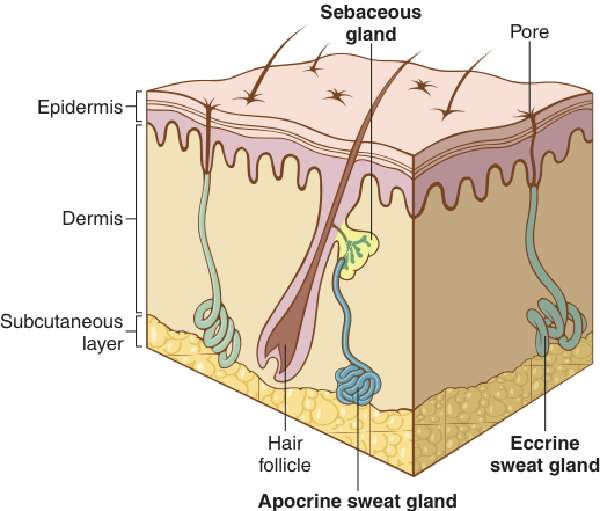 Sebaceous
gland
Pore
Epidermis
Dermis
Subcutaneous
layer
Hair
follicle
Eccrine
sweat gland
Apocrine sweat gland